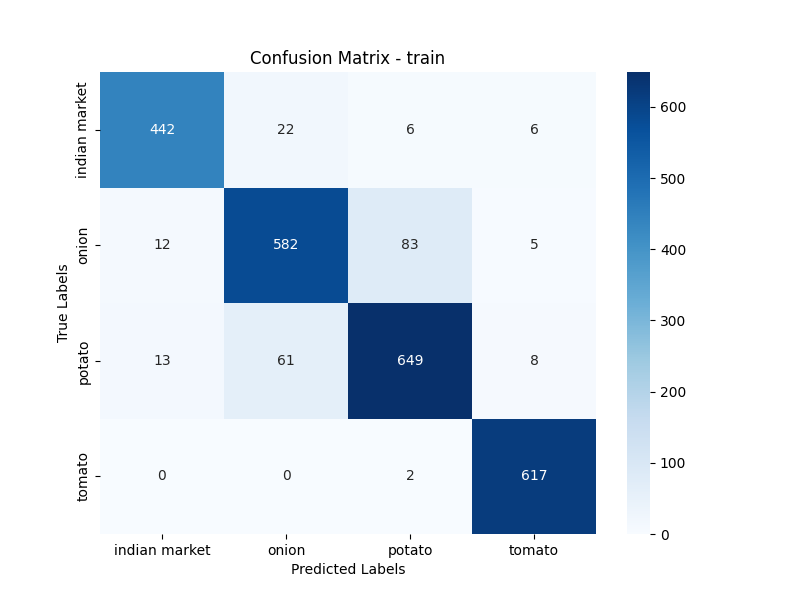 Confusion Matrix - train
True Labels
indian market 442 22 6 6
onion 12 582 83 5
potato 13 61 649 8
tomato 0 0 2 617
indian market onion potato tomato
Predicted Labels
600
500
400
300
200
100
0